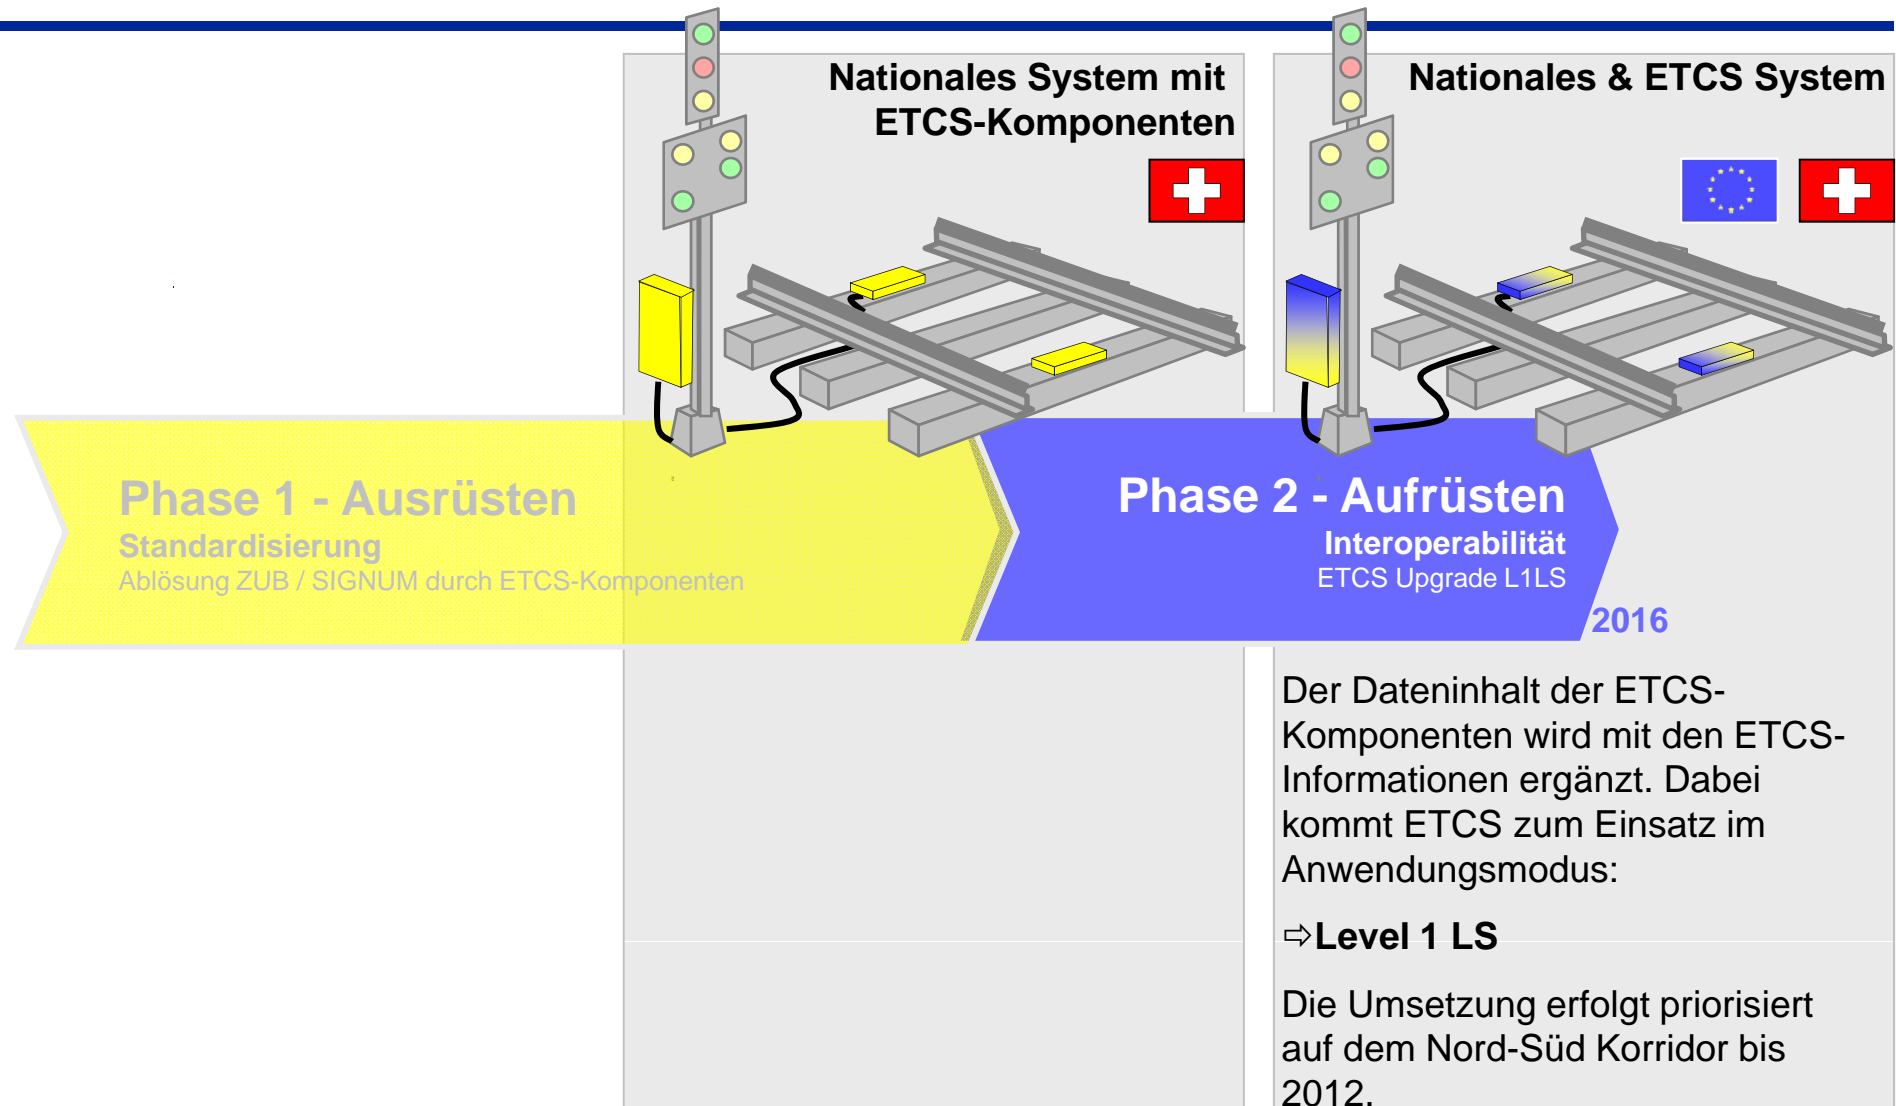 Nationales System mit
ETCS-Komponenten
Nationales & ETCS System
Phase 1 - Ausrüsten
Standardisierung
Ablösung ZUB / SIGNUM durch ETCS-Komponenten
Phase 2 - Aufrüsten
Interoperabilität
ETCS Upgrade L1LS
2016
Der Dateninhalt der ETCS-
Komponenten wird mit den ETCS-
Informationen ergänzt. Dabei
kommt ETCS zum Einsatz im
Anwendungsmodus:
⇨Level 1 LS
Die Umsetzung erfolgt priorisiert
auf dem Nord-Süd Korridor bis
2012.